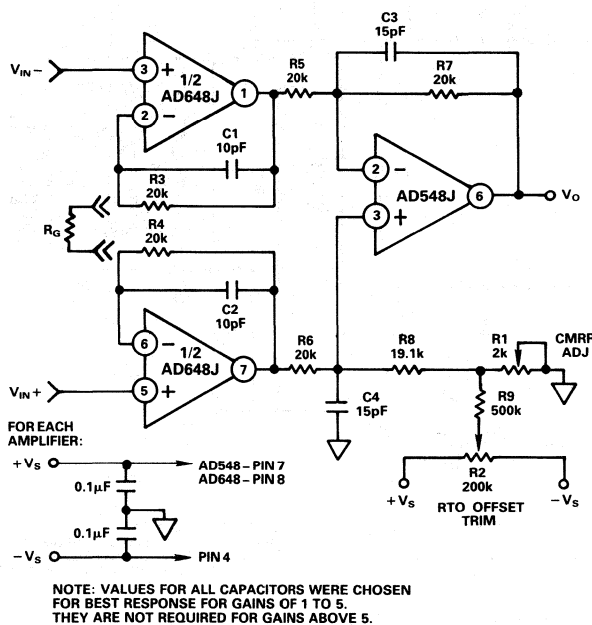 C3
15pF
R7
20k
R5
20k
VIN−
3
+
1/2
AD648J
1
2
−
C1
10pF
R3
20k
2
−
AD548J
6
VO
3
+
RG
R4
20k
C2
10pF
6
−
1/2
AD648J
7
VIN+
5
+
R6
20k
R8
19.1k
R1
2k
CMRR
ADJ
C4
15pF
R9
500k
R2
200k
+VS
−VS
RTO OFFSET
TRIM
FOR EACH
AMPLIFIER:
+VS
AD548 – PIN 7
AD648 – PIN 8
0.1µF
0.1µF
−VS
PIN 4
NOTE: VALUES FOR ALL CAPACITORS WERE CHOSEN
FOR BEST RESPONSE FOR GAINS OF 1 TO 5.
THEY ARE NOT REQUIRED FOR GAINS ABOVE 5.